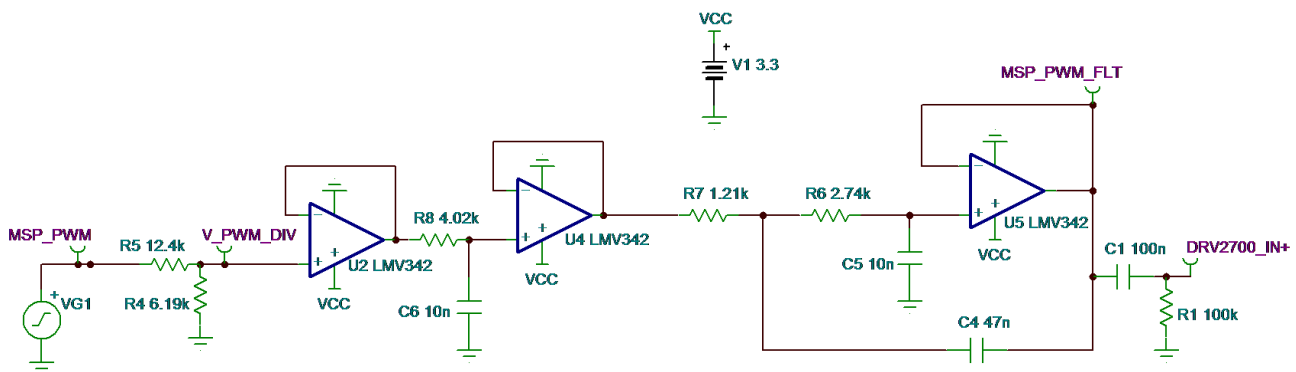 VCC
V1 3.3
MSP_PWM_FLT
R7 1.21k
R6 2.74k
R8 4.02k
U4 LMV342
U5 LMV342
MSP_PWM
R5 12.4k
V_PWM_DIV
U2 LMV342
VCC
VCC
VCC
C5 10n
C1 100n
DRV2700_IN+
VG1
R4 6.19k
C6 10n
R1 100k
C4 47n